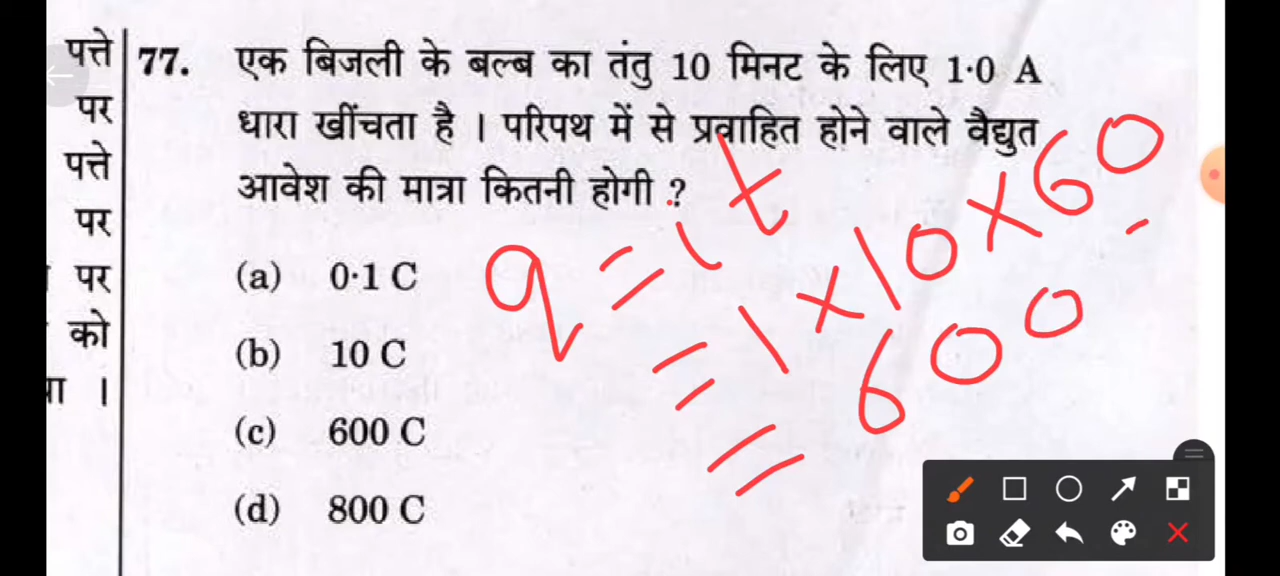 पत्ते
पर
पत्ते
पर
पर
को
।
77. एक बिजली के बल्ब का तंतु 10 मिनट के लिए 1·0 A
धारा खींचता है । परिपथ में से प्रवाहित होने वाले वैद्युत
आवेश की मात्रा कितनी होगी ?
(a) 0·1 C
(b) 10 C
(c) 600 C
(d) 800 C
q = i × t
= 1 × 10 × 60
= 600